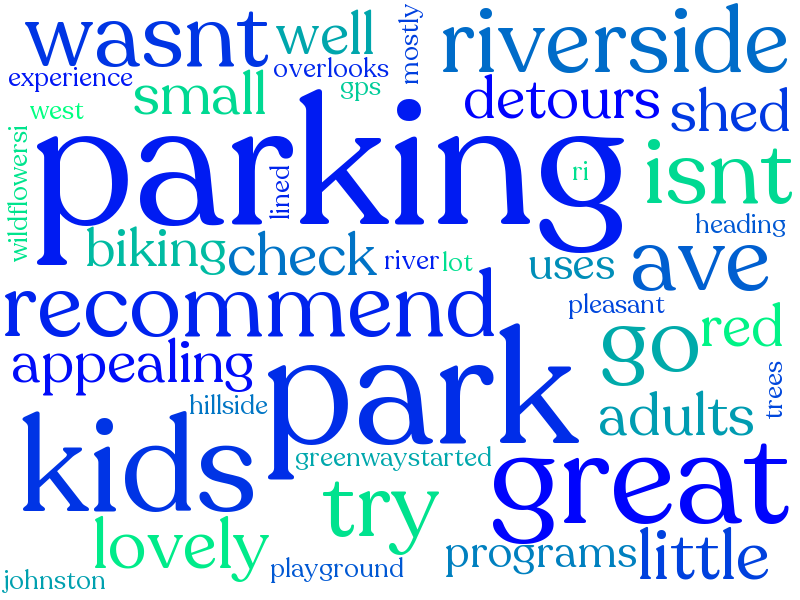 wasnt well mostly riverside
experience overlooks
west small gps detours shed
wildflowersi parking lined ri isnt
heading
biking check river lot uses ave
recommend pleasant
appealing go red
hillside park trees
kids adults
greenwaystarted great
lovely try
programs little
johnston playground